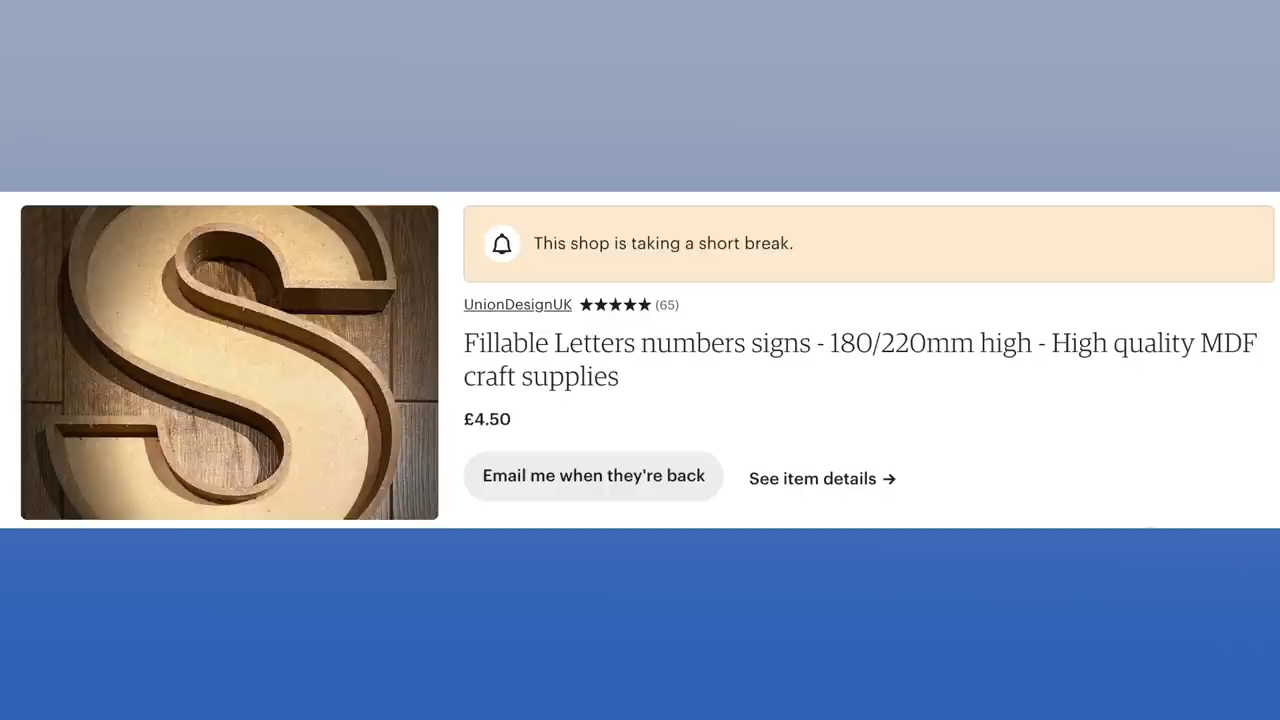 This shop is taking a short break.
UnionDesignUK ★★★★★ (65)
Fillable Letters numbers signs - 180/220mm high - High quality MDF
craft supplies
£4.50
Email me when they're back
See item details →